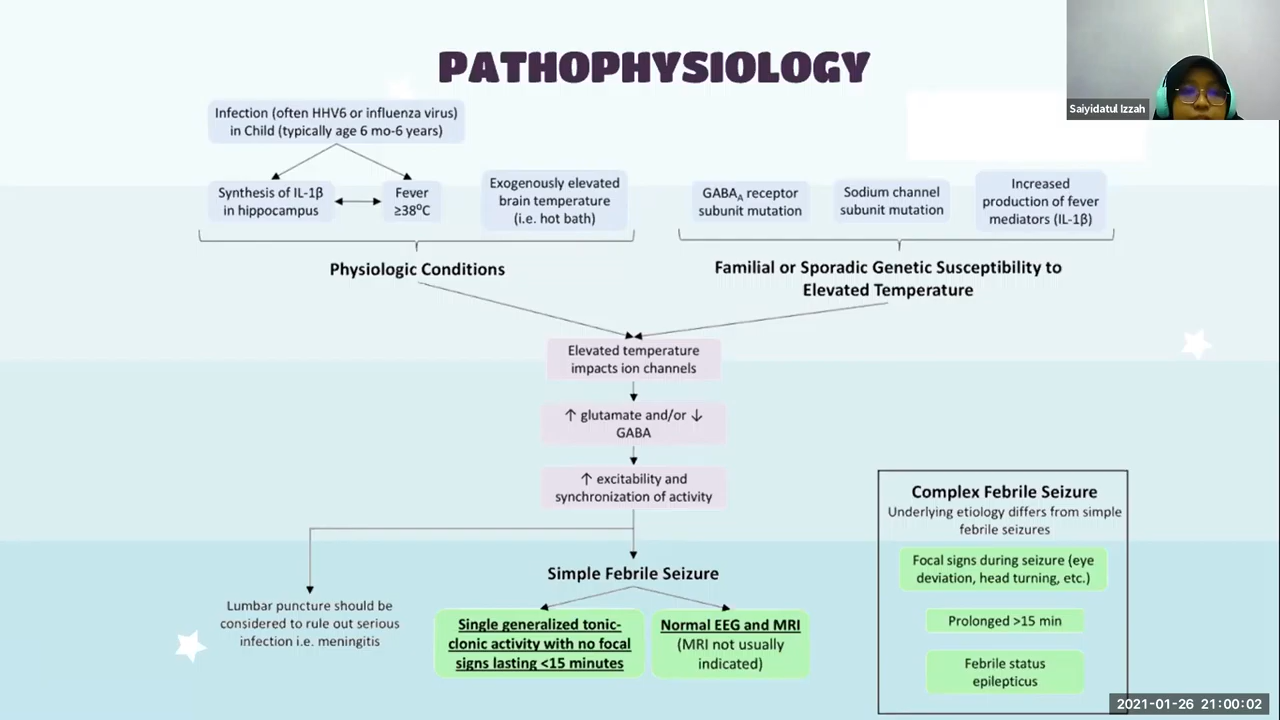 PATHOPHYSIOLOGY
Saiyidatul Izzah
Infection (often HHV6 or influenza virus)
in Child (typically age 6 mo-6 years)
Synthesis of IL-1β
in hippocampus
Fever
≥38⁰C
Exogenously elevated
brain temperature
(i.e. hot bath)
GABA_A receptor
subunit mutation
Sodium channel
subunit mutation
Increased
production of fever
mediators (IL-1β)
Physiologic Conditions
Familial or Sporadic Genetic Susceptibility to
Elevated Temperature
Elevated temperature
impacts ion channels
↑ glutamate and/or ↓
GABA
↑ excitability and
synchronization of activity
Lumbar puncture should be
considered to rule out serious
infection i.e. meningitis
Simple Febrile Seizure
Single generalized tonic-
clonic activity with no focal
signs lasting <15 minutes
Normal EEG and MRI
(MRI not usually
indicated)
Complex Febrile Seizure
Underlying etiology differs from simple
febrile seizures
Focal signs during seizure (eye
deviation, head turning, etc.)
Prolonged >15 min
Febrile status
epilepticus
2021-01-26 21:00:02